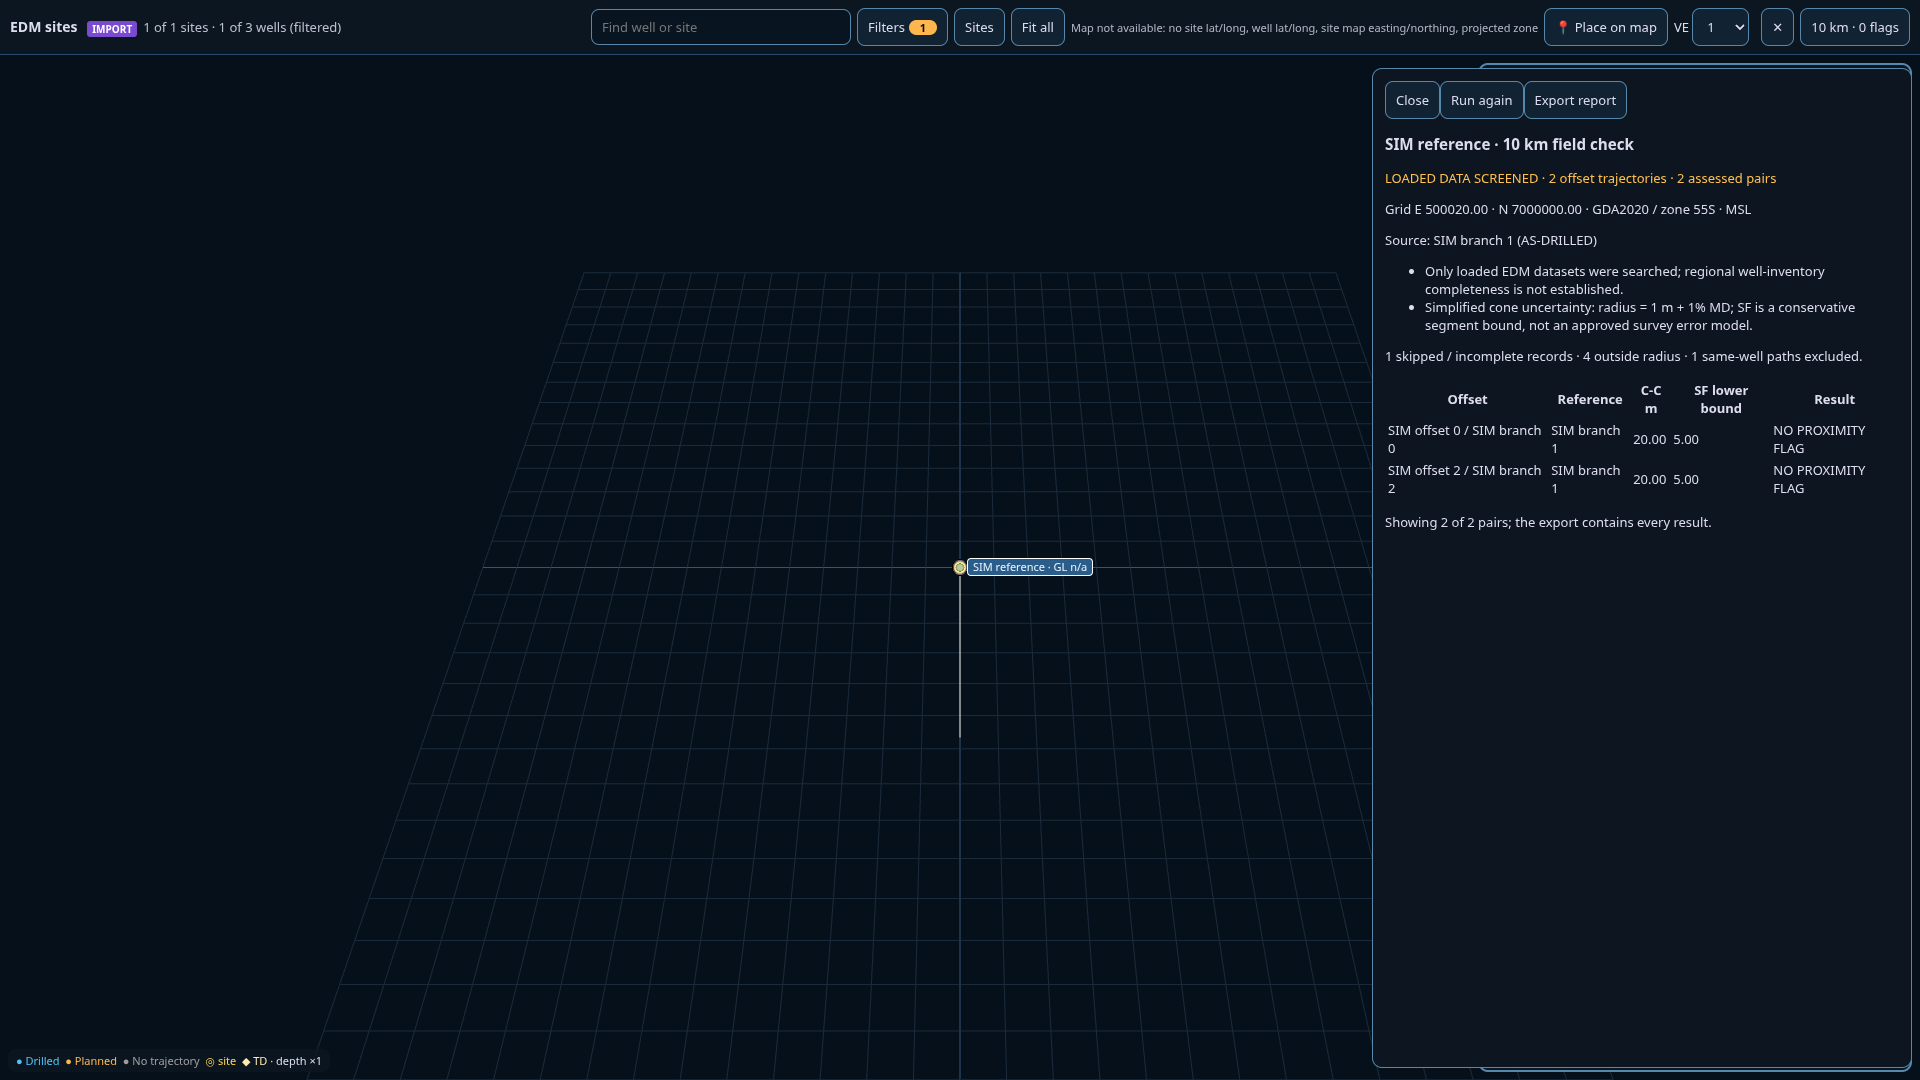 EDM sites IMPORT 1 of 1 sites · 1 of 3 wells (filtered) Find well or site Filters 1 Sites Fit all Map not available: no site lat/long, well lat/long, site map easting/northing, projected zone 📍 Place on map VE 1 × 10 km · 0 flags
Close Run again Export report
SIM reference · 10 km field check
LOADED DATA SCREENED · 2 offset trajectories · 2 assessed pairs
Grid E 500020.00 · N 7000000.00 · GDA2020 / zone 55S · MSL
Source: SIM branch 1 (AS-DRILLED)
• Only loaded EDM datasets were searched; regional well-inventory
completeness is not established.
• Simplified cone uncertainty: radius = 1 m + 1% MD; SF is a conservative
segment bound, not an approved survey error model.
1 skipped / incomplete records · 4 outside radius · 1 same-well paths excluded.
Offset Reference C-C m SF lower bound Result
SIM offset 0 / SIM branch 0 SIM branch 1 20.00 5.00 NO PROXIMITY FLAG
SIM offset 2 / SIM branch 2 SIM branch 1 20.00 5.00 NO PROXIMITY FLAG
Showing 2 of 2 pairs; the export contains every result.
SIM reference · GL n/a
● Drilled ● Planned ● No trajectory ◎ site ◆ TD · depth ×1